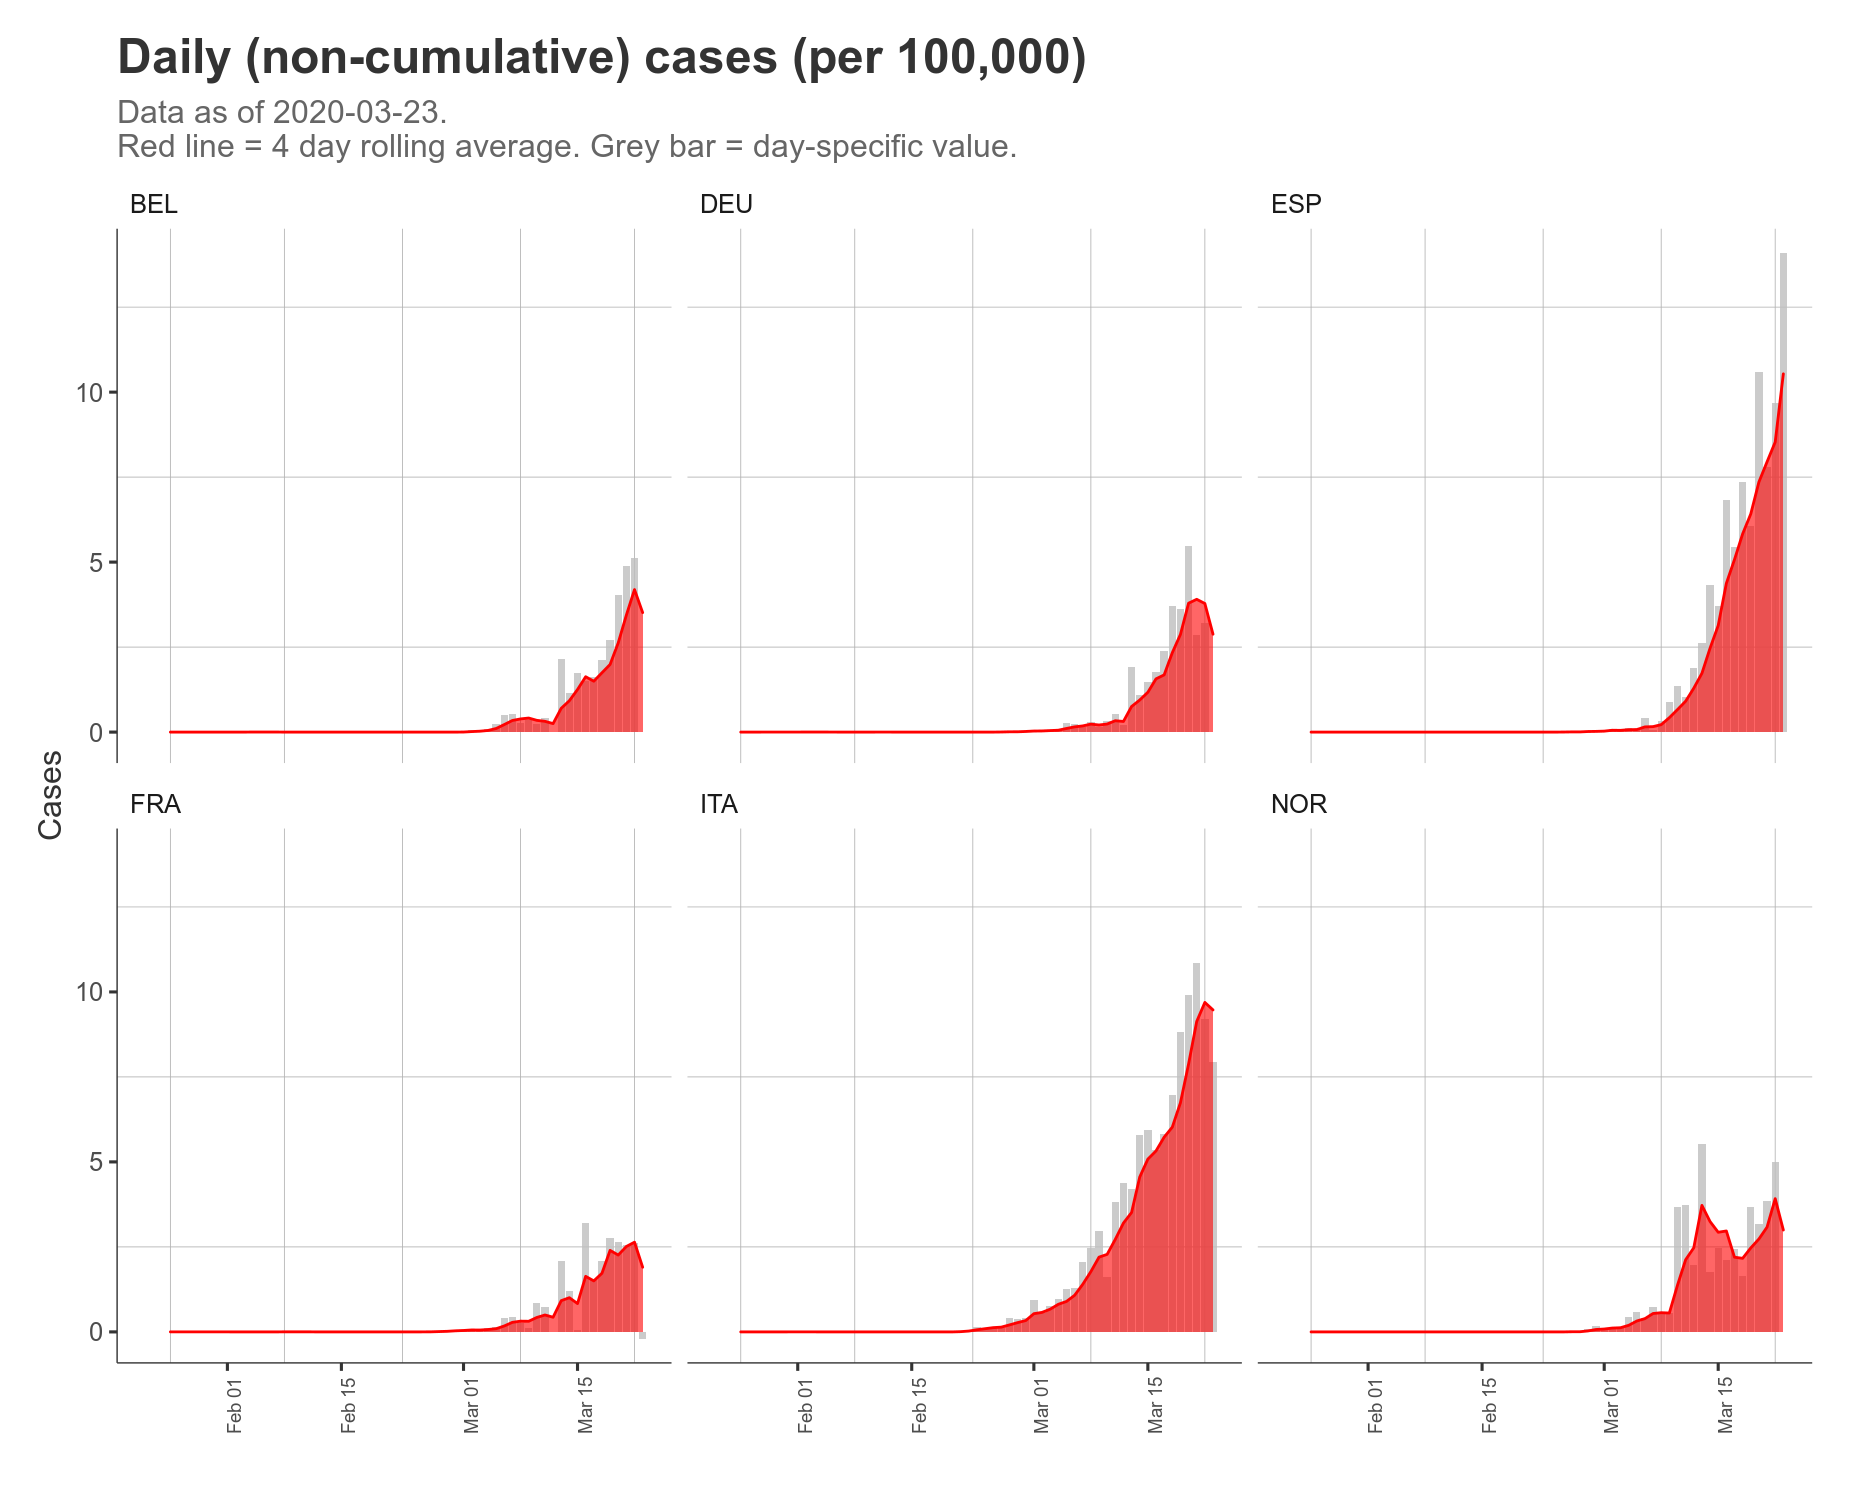 Daily (non-cumulative) cases (per 100,000)
Data as of 2020-03-23.
Red line = 4 day rolling average. Grey bar = day-specific value.
BEL
DEU
ESP
10
5
0
Cases
FRA
ITA
NOR
10
5
0
Feb 01
Feb 15
Mar 01
Mar 15
Feb 01
Feb 15
Mar 01
Mar 15
Feb 01
Feb 15
Mar 01
Mar 15